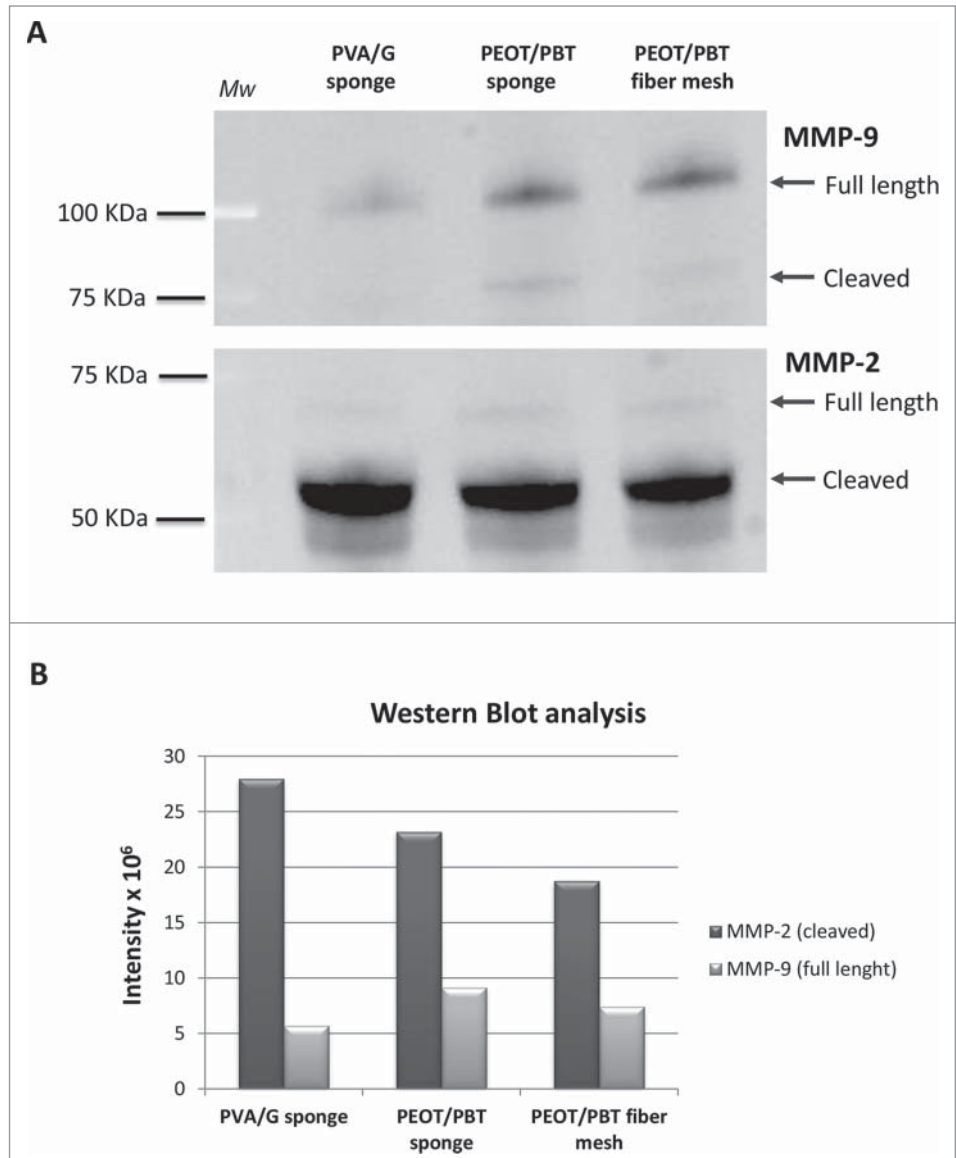 A
PVA/G
sponge
PEOT/PBT
sponge
PEOT/PBT
fiber mesh
Mw
MMP-9
Full length
100 KDa
Cleaved
75 KDa
MMP-2
75 KDa
Full length
Cleaved
50 KDa
B
Western Blot analysis
Intensity x 10⁶
30
25
20
15
10
5
0
MMP-2 (cleaved)
MMP-9 (full lenght)
PVA/G sponge
PEOT/PBT
sponge
PEOT/PBT fiber
mesh